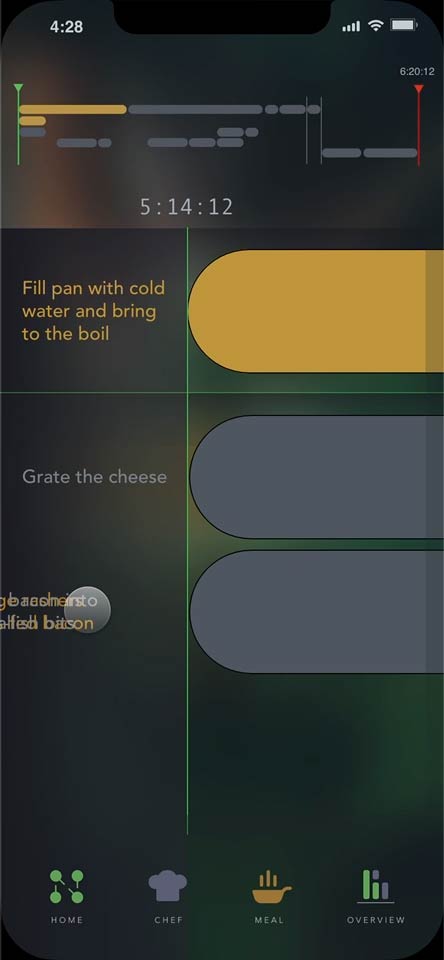 4:28
6:20:12
5:14:12
Fill pan with cold
water and bring
to the boil
Grate the cheese
HOME
CHEF
MEAL
OVERVIEW